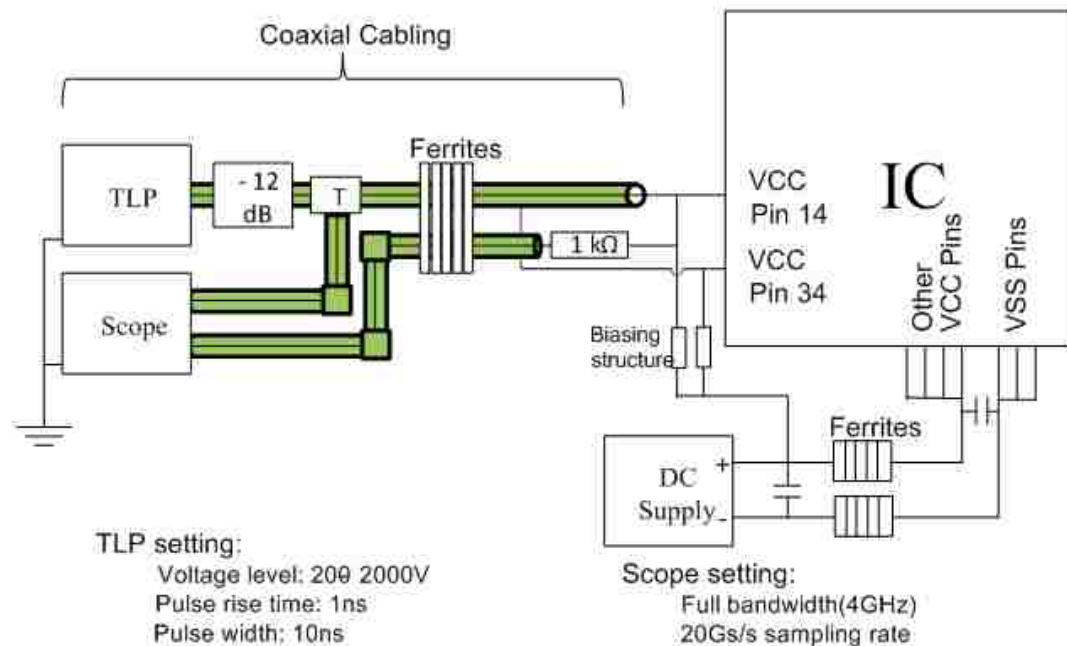 Coaxial Cabling
TLP
- 12
dB
T
Ferrites
VCC
Pin 14
IC
1 kΩ
VCC
Pin 34
Scope
Other
VCC Pins
VSS Pins
Biasing
structure
Ferrites
DC
Supply
+
-
TLP setting:
Voltage level: 200 2000V
Pulse rise time: 1ns
Pulse width: 10ns
Scope setting:
Full bandwidth(4GHz)
20Gs/s sampling rate